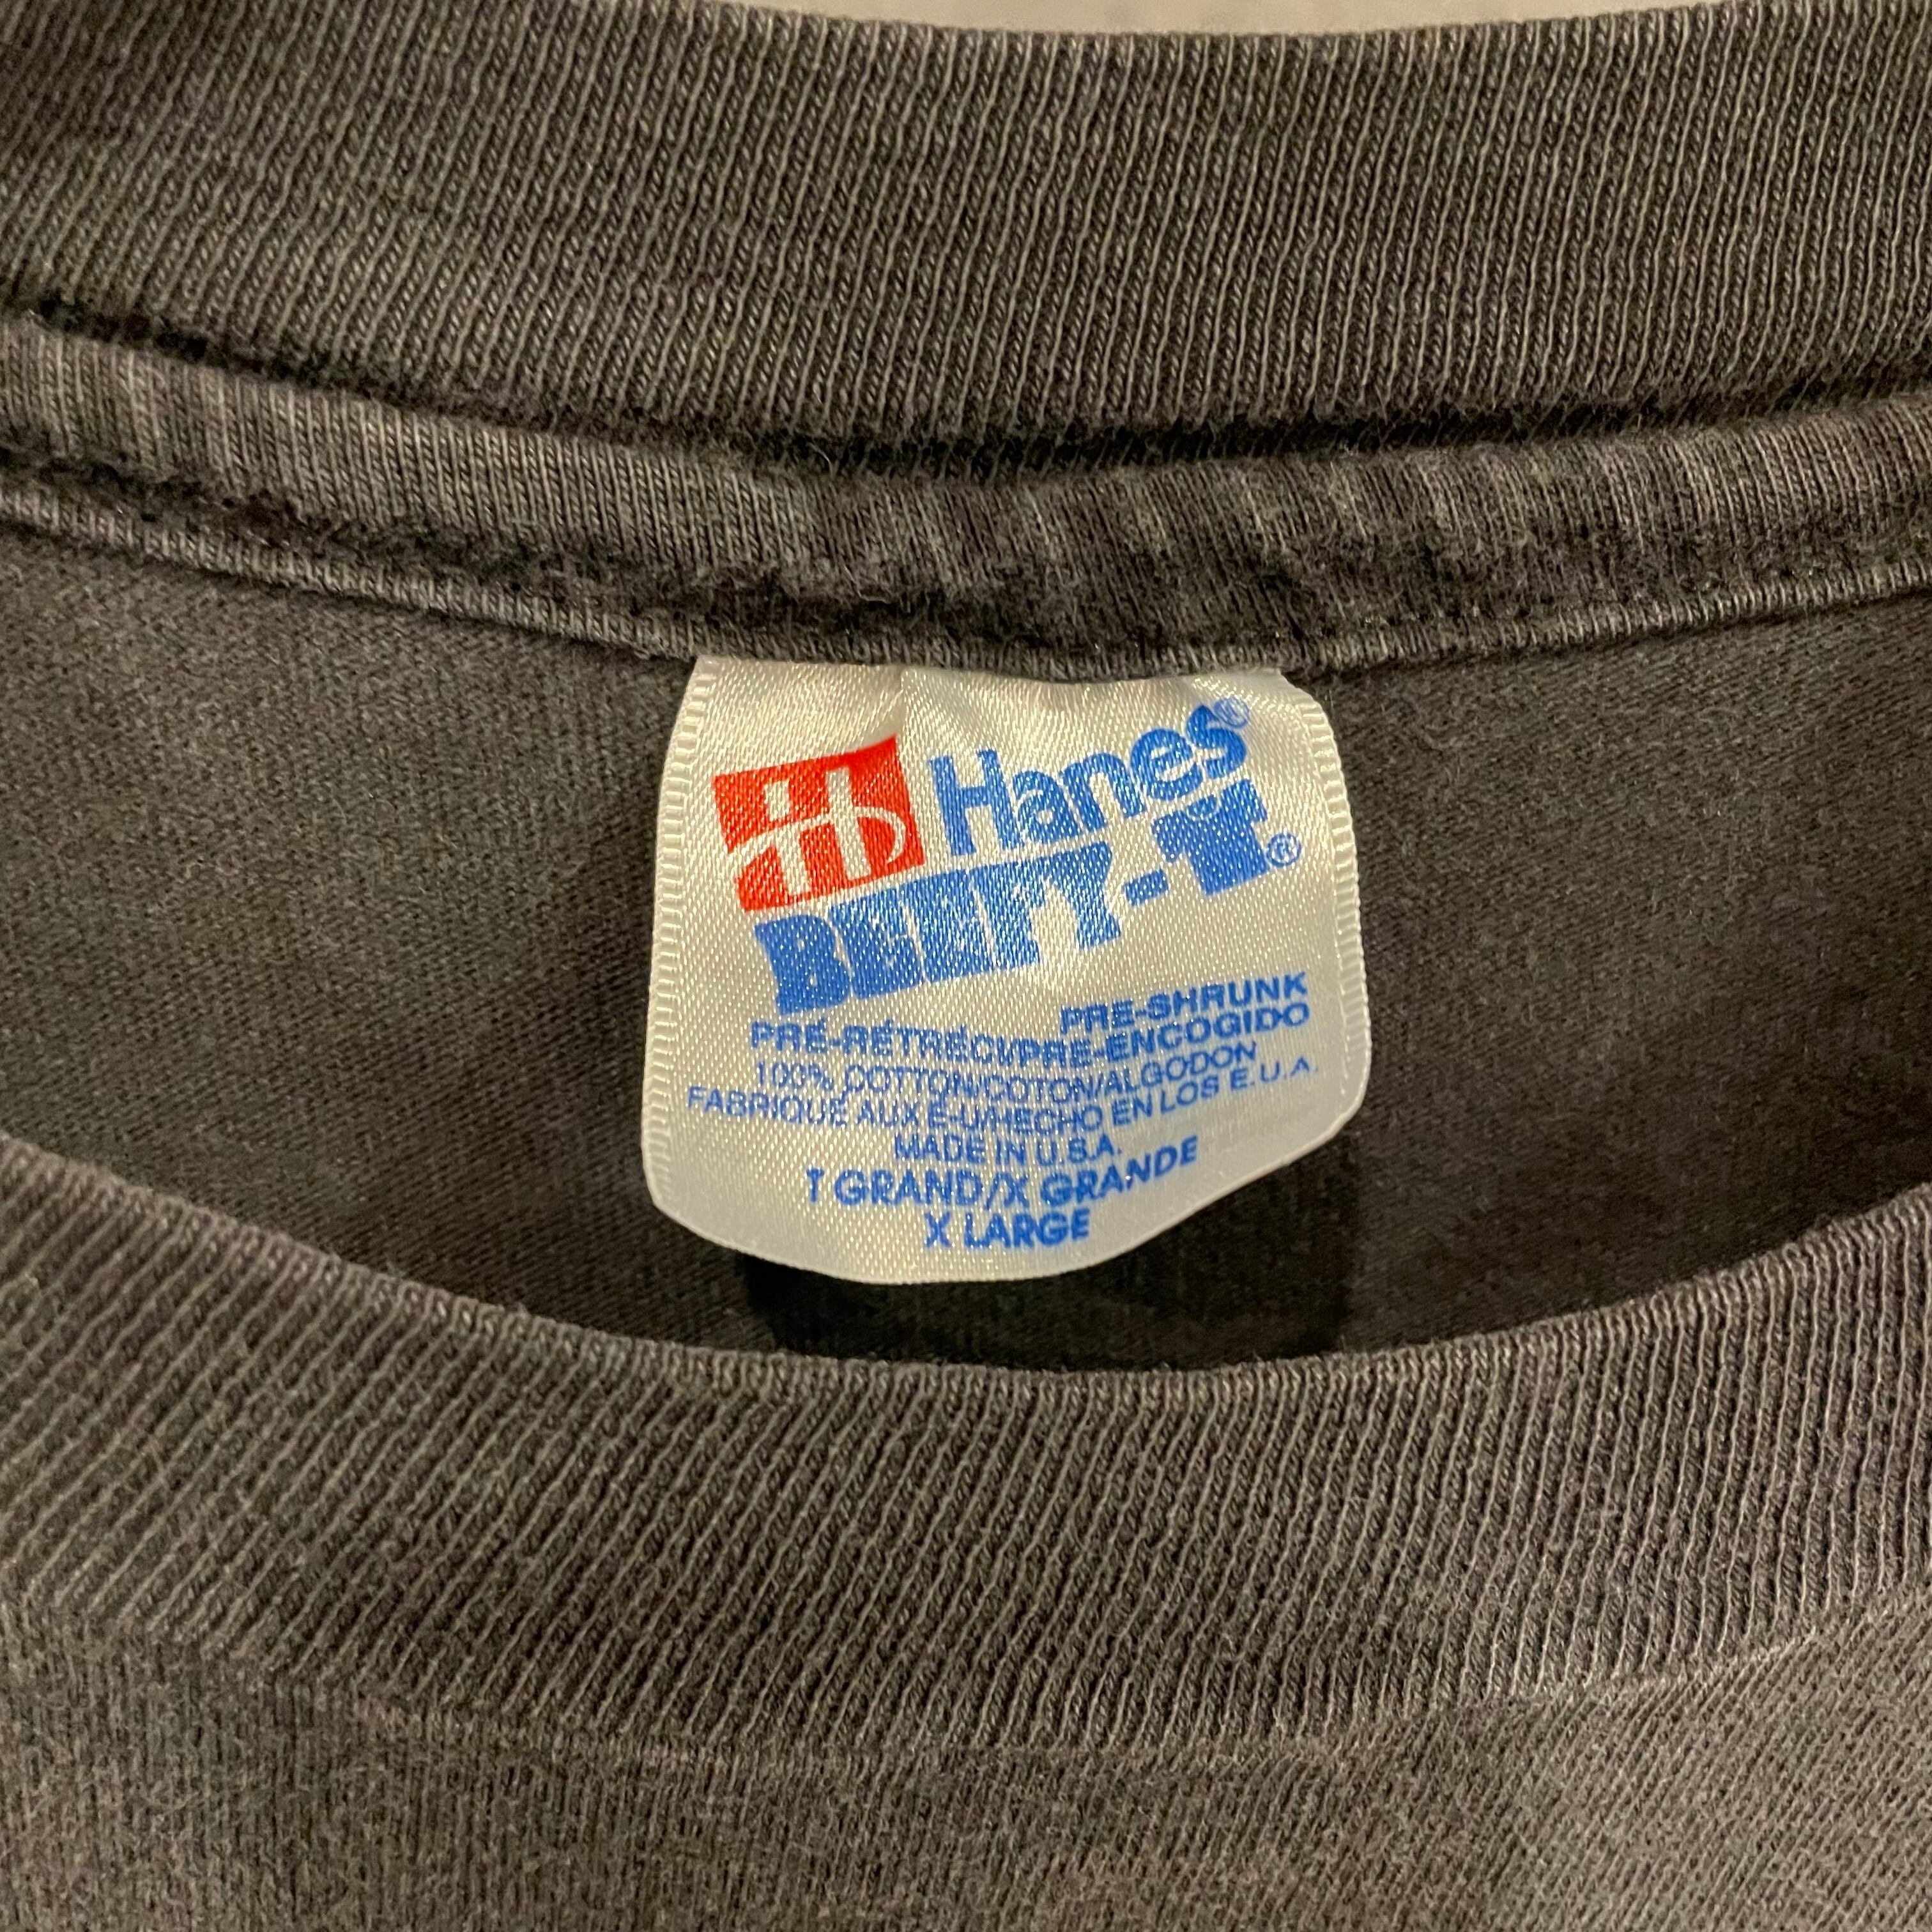 Hanes®
BEEFY-T.®
PRE-SHRUNK
PRÉ-RÉTRÉCI/PRE-ENCOGIDO
100% COTTON/COTON/ALGODON
FABRIQUÉ AUX É-U/HECHO EN LOS E.U.A.
MADE IN U.S.A.
T GRAND/X GRANDE
X LARGE